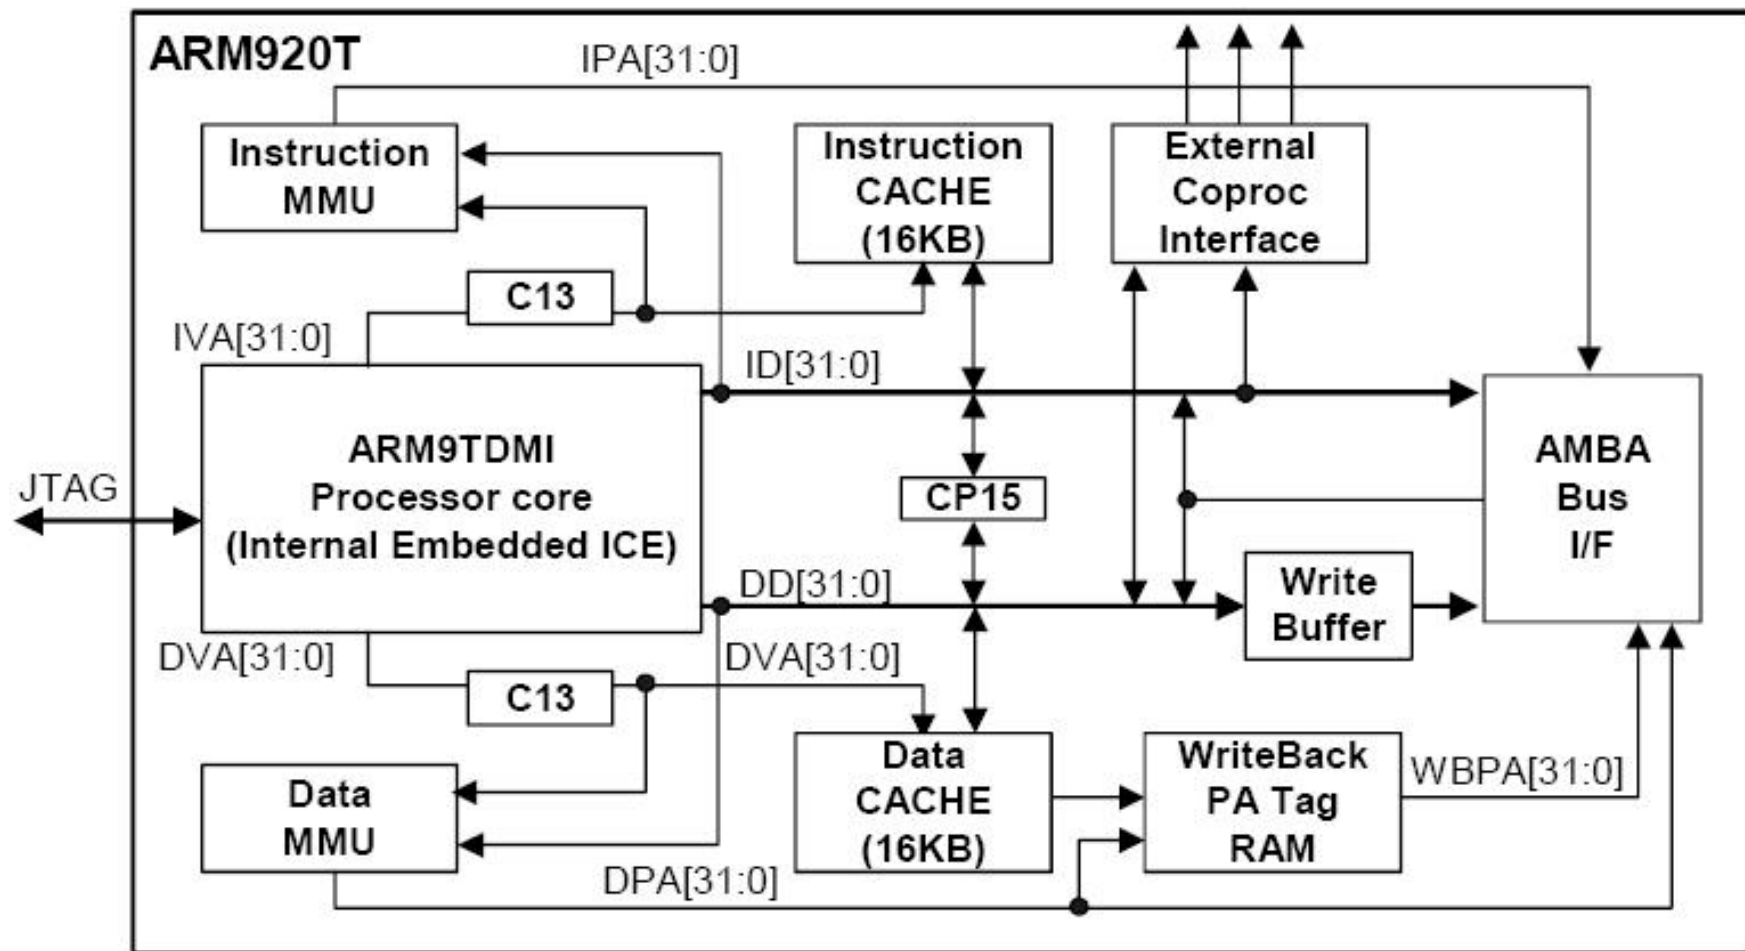 ARM920T
IPA[31:0]
Instruction
MMU
Instruction
CACHE
(16KB)
External
Coproc
Interface
C13
IVA[31:0]
ID[31:0]
ARM9TDMI
Processor core
(Internal Embedded ICE)
JTAG
CP15
AMBA
Bus
I/F
DD[31:0]
Write
Buffer
DVA[31:0]
C13
DVA[31:0]
Data
MMU
Data
CACHE
(16KB)
WriteBack
PA Tag
RAM
WBPA[31:0]
DPA[31:0]